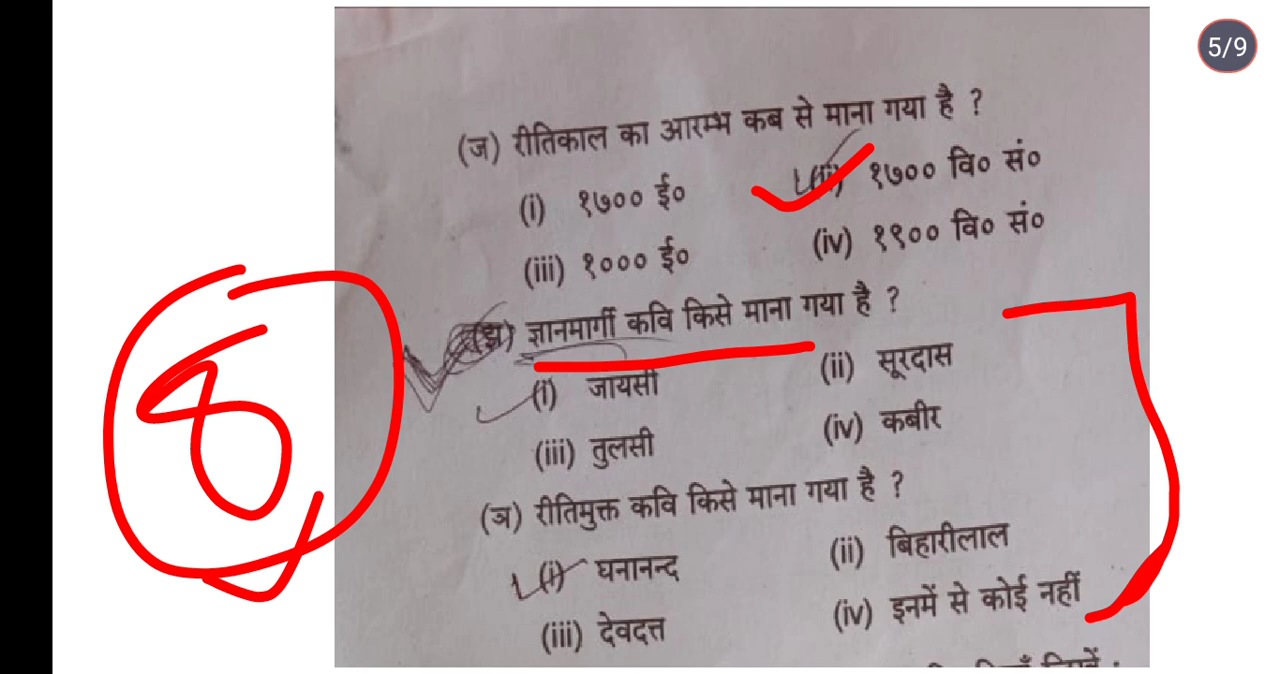 5/9
(ज) रीतिकाल का आरम्भ कब से माना गया है ?
(i) १७०० ई० (ii) १७०० वि० सं०
(iii) १००० ई० (iv) १९०० वि० सं०
(झ) ज्ञानमार्गी कवि किसे माना गया है ?
(i) जायसी (ii) सूरदास
(iii) तुलसी (iv) कबीर
(ञ) रीतिमुक्त कवि किसे माना गया है ?
(i) घनानन्द (ii) बिहारीलाल
(iii) देवदत्त (iv) इनमें से कोई नहीं